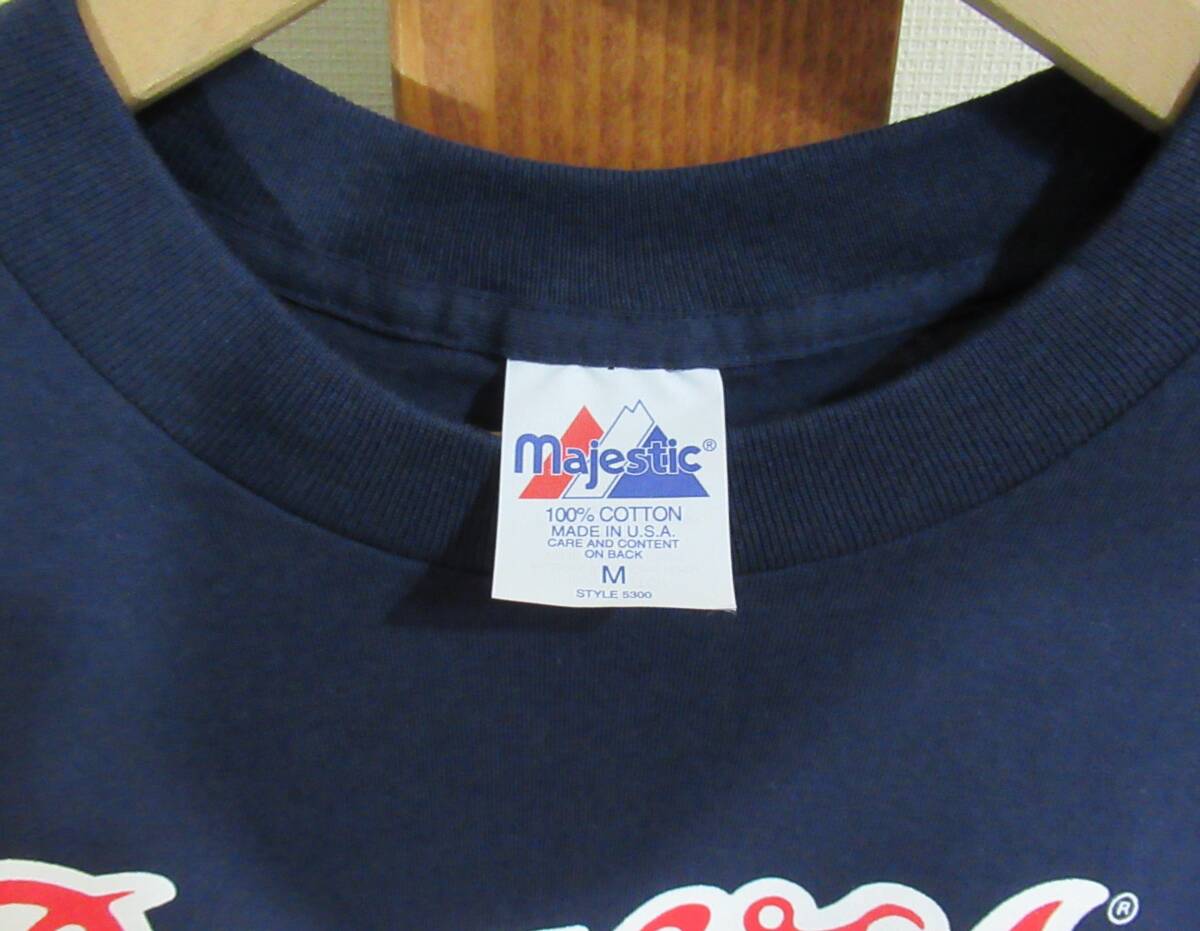 Majestic®
100% COTTON
MADE IN U.S.A.
CARE AND CONTENT
ON BACK
M
STYLE 5300
®